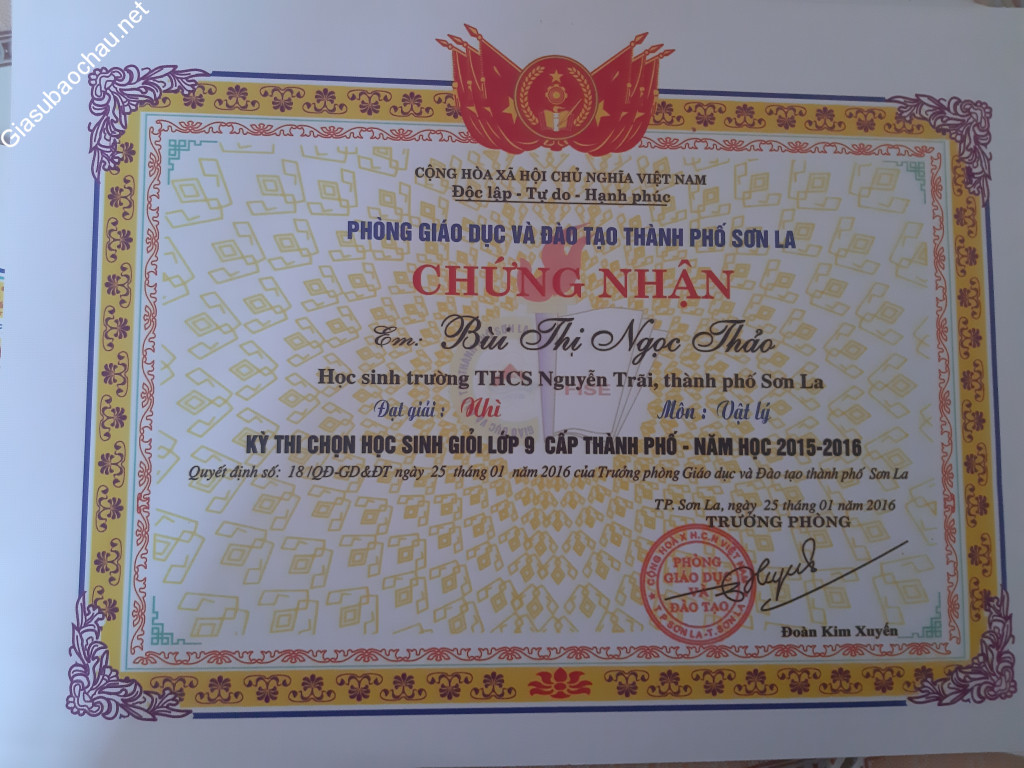 Giasubaochau.net
CỘNG HÒA XÃ HỘI CHỦ NGHĨA VIỆT NAM
Độc lập - Tự do - Hạnh phúc
PHÒNG GIÁO DỤC VÀ ĐÀO TẠO THÀNH PHỐ SƠN LA
CHỨNG NHẬN
Em: Bùi Thị Ngọc Thảo
Học sinh trường THCS Nguyễn Trãi, thành phố Sơn La
Đạt giải : Nhì Môn : Vật lý
KỲ THI CHỌN HỌC SINH GIỎI LỚP 9 CẤP THÀNH PHỐ - NĂM HỌC 2015-2016
Quyết định số: 18 /QĐ-GD&ĐT ngày 25 tháng 01 năm 2016 của Trưởng phòng Giáo dục và Đào tạo thành phố Sơn La
TP. Sơn La, ngày 25 tháng 01 năm 2016
TRƯỞNG PHÒNG
PHÒNG
GIÁO DỤC
VÀ
ĐÀO TẠO
TP SƠN LA-T. SƠN LA
Đoàn Kim Xuyến